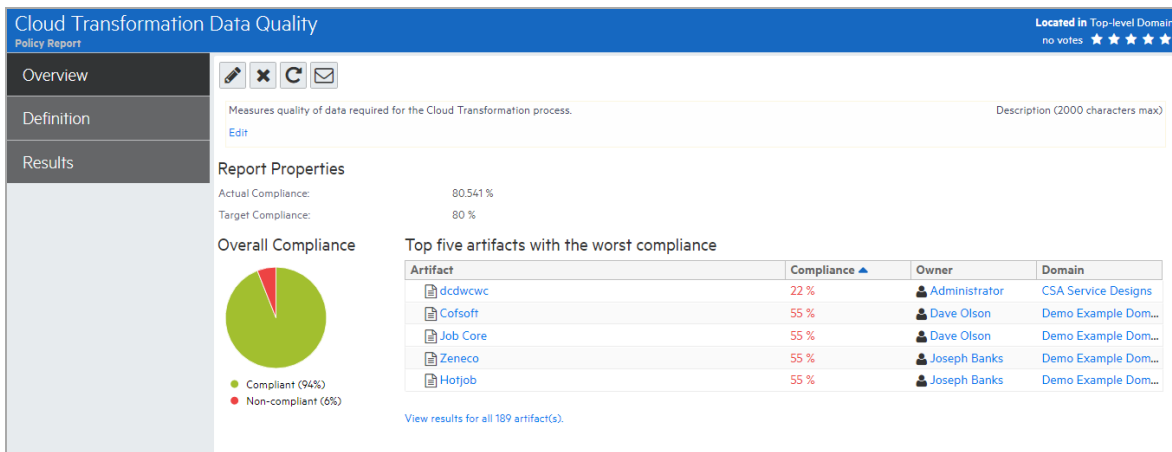 Cloud Transformation Data Quality
Policy Report
Located in Top-level Domain
no votes
Overview
Definition
Results
Measures quality of data required for the Cloud Transformation process.
Description (2000 characters max)
Edit
Report Properties
Actual Compliance: 80.541 %
Target Compliance: 80 %
Overall Compliance
Compliant (94%)
Non-compliant (6%)
Top five artifacts with the worst compliance
Artifact Compliance Owner Domain
dcdwcwc 22 % Administrator CSA Service Designs
Cofsoft 55 % Dave Olson Demo Example Dom...
Job Core 55 % Dave Olson Demo Example Dom...
Zeneco 55 % Joseph Banks Demo Example Dom...
Hotjob 55 % Joseph Banks Demo Example Dom...
View results for all 189 artifact(s).